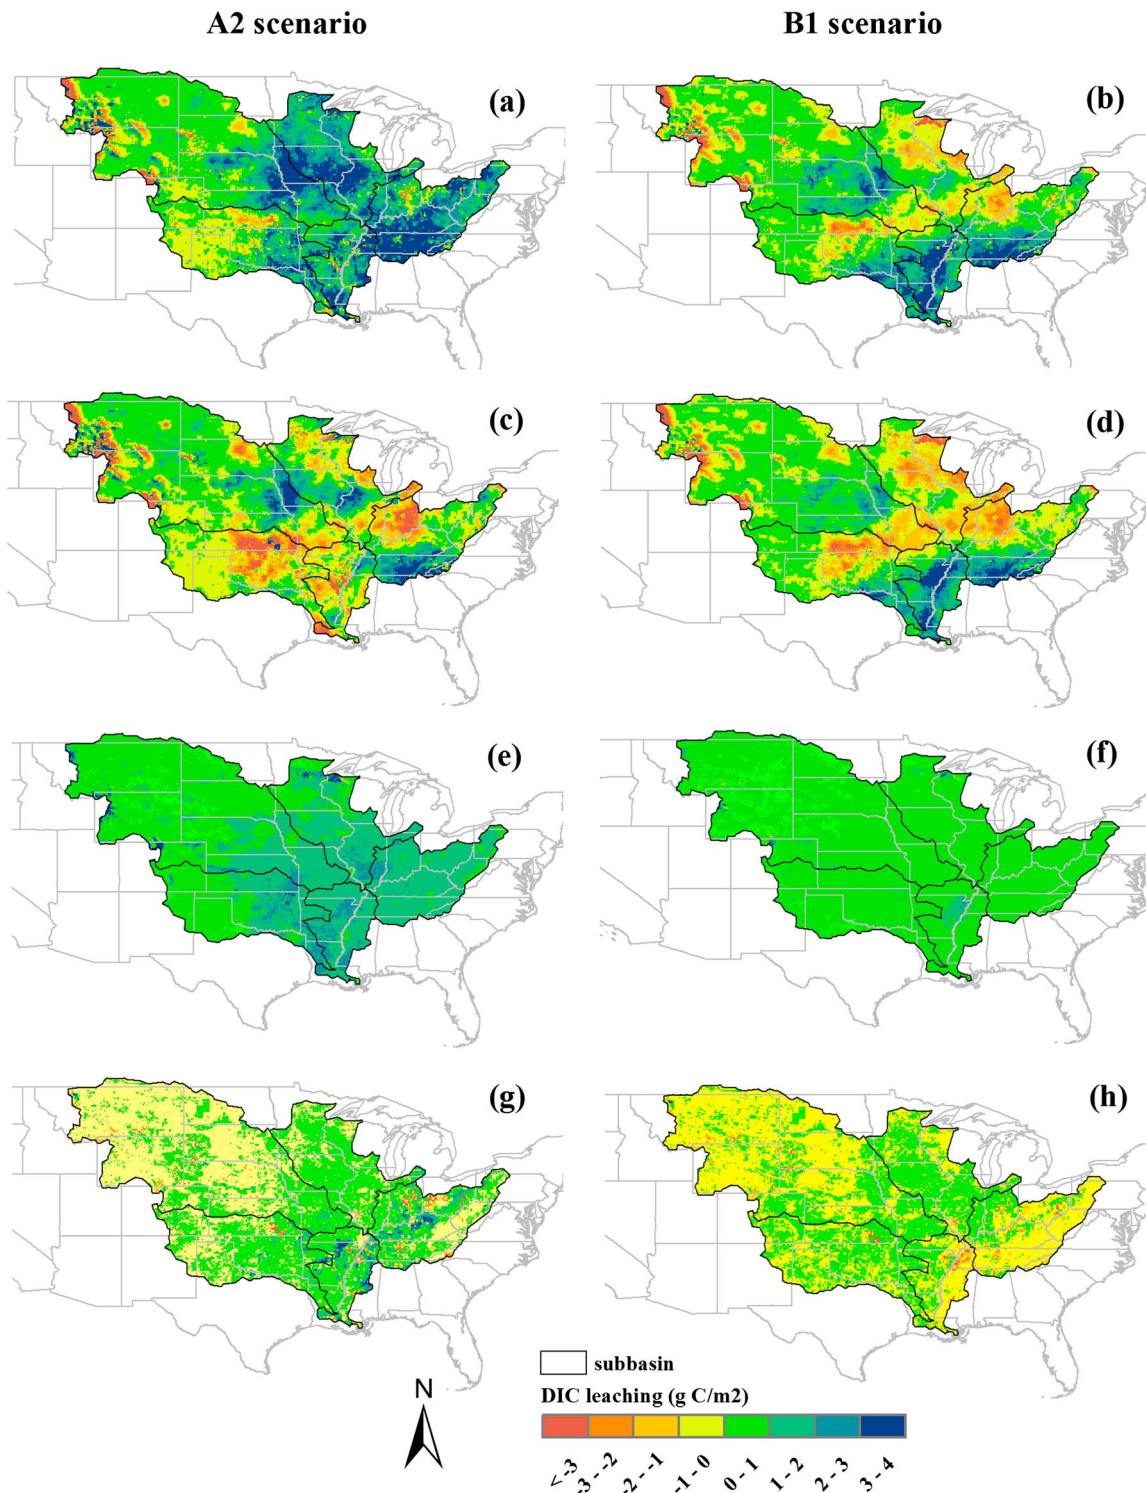 A2 scenario
B1 scenario
(a)
(b)
(c)
(d)
(e)
(f)
(g)
(h)
N
subbasin
DIC leaching (g C/m2)
< -3
-3 - -2
-2 - -1
-1 - 0
0 - 1
1 - 2
2 - 3
3 - 4